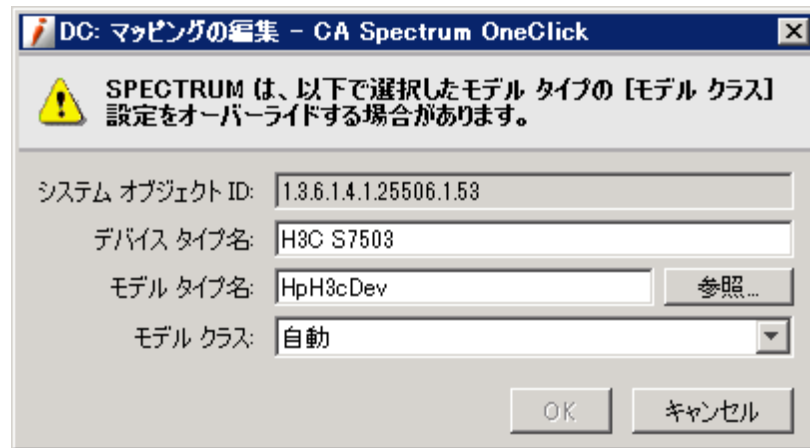 DC: マッピングの編集 - CA Spectrum OneClick
SPECTRUM は、以下で選択したモデル タイプの [モデル クラス]
設定をオーバーライドする場合があります。
システム オブジェクト ID: 1.3.6.1.4.1.25506.1.53
デバイス タイプ名: H3C S7503
モデル タイプ名: HpH3cDev 参照...
モデル クラス: 自動
OK キャンセル